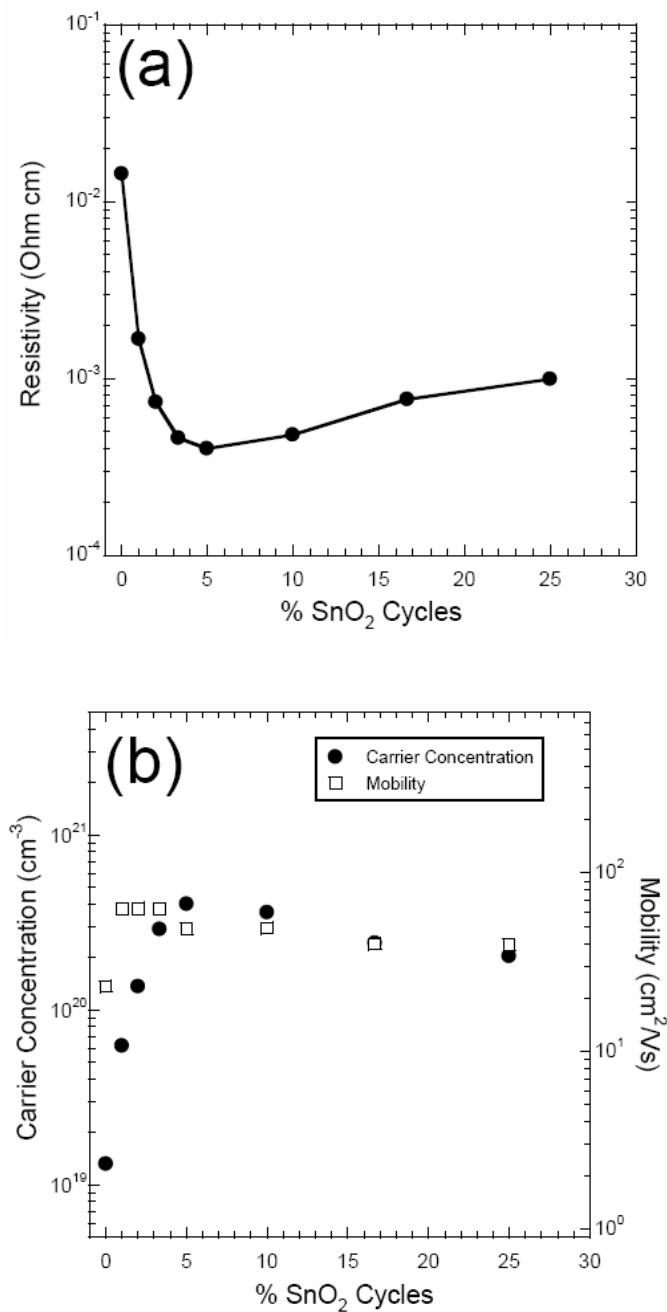 (a)
Resistivity (Ohm cm)
10⁻¹
10⁻²
10⁻³
10⁻⁴
0 5 10 15 20 25 30
% SnO₂ Cycles
(b)
● Carrier Concentration
□ Mobility
Carrier Concentration (cm⁻³)
10²¹
10²⁰
10¹⁹
Mobility (cm²/Vs)
10²
10¹
10⁰
0 5 10 15 20 25 30
% SnO₂ Cycles